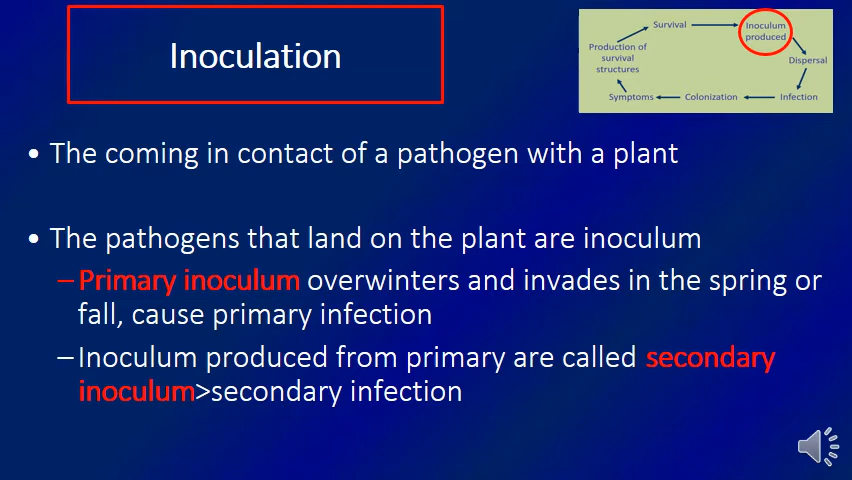 Inoculation
Survival
Inoculum
produced
Production of
survival
structures
Dispersal
Symptoms
Colonization
Infection
• The coming in contact of a pathogen with a plant
• The pathogens that land on the plant are inoculum
–Primary inoculum overwinters and invades in the spring or
fall, cause primary infection
–Inoculum produced from primary are called secondary
inoculum>secondary infection